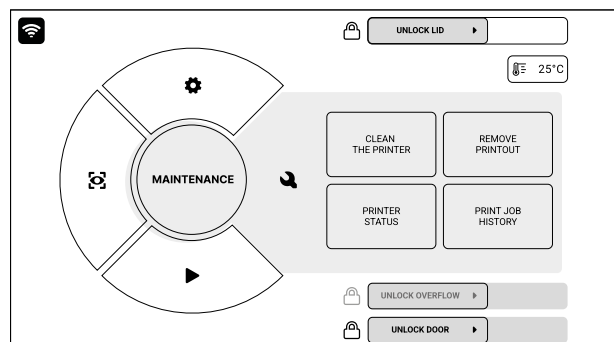 UNLOCK LID
25°C
MAINTENANCE
CLEAN
THE PRINTER
REMOVE
PRINTOUT
PRINTER
STATUS
PRINT JOB
HISTORY
UNLOCK OVERFLOW
UNLOCK DOOR